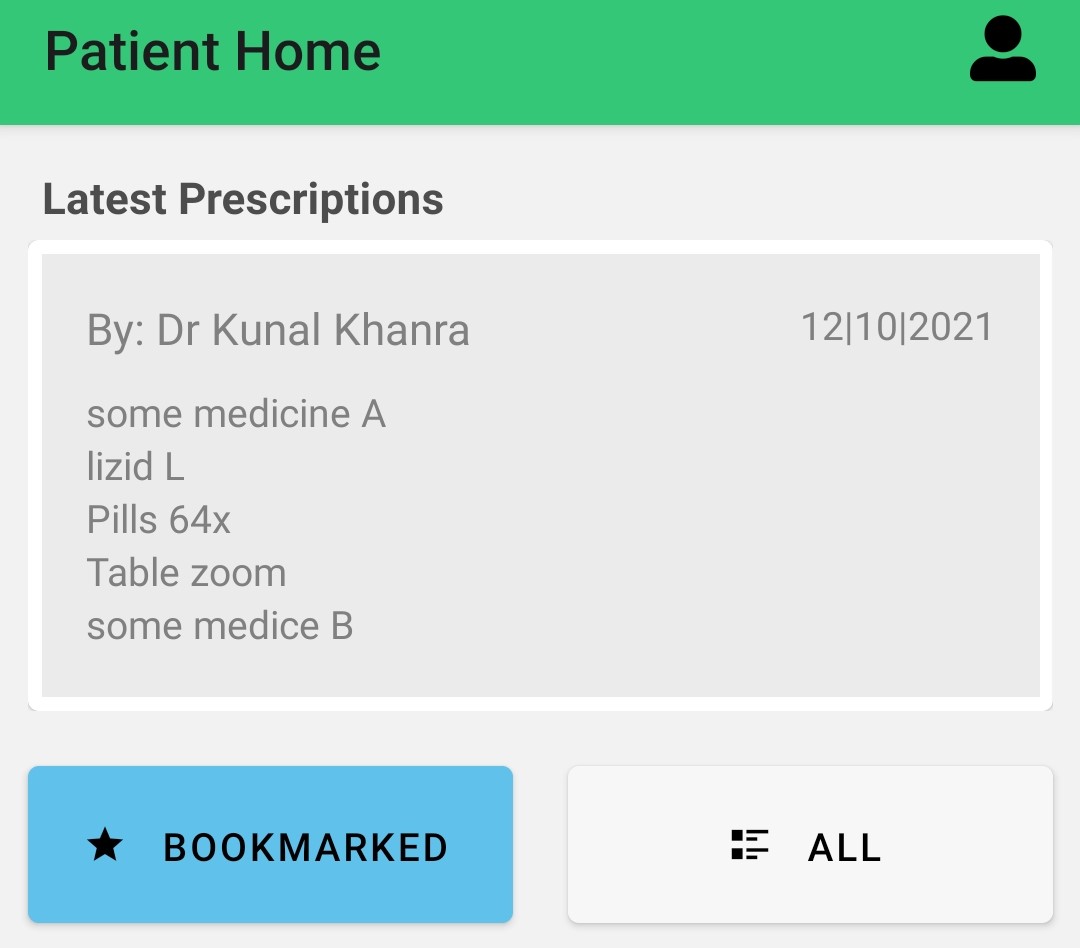 Patient Home
Latest Prescriptions
By: Dr Kunal Khanra 12|10|2021
some medicine A
lizid L
Pills 64x
Table zoom
some medice B
BOOKMARKED
ALL